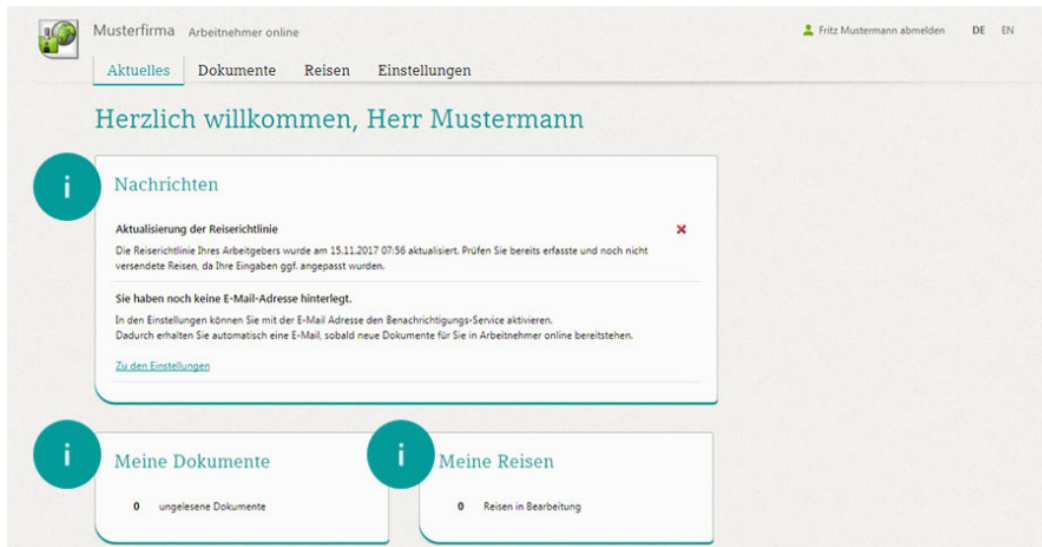 Musterfirma Arbeitnehmer online
Fritz Mustermann abmelden DE EN
Aktuelles Dokumente Reisen Einstellungen
Herzlich willkommen, Herr Mustermann
i
Nachrichten
Aktualisierung der Reiserichtlinie
Die Reiserichtlinie Ihres Arbeitgebers wurde am 15.11.2017 07:56 aktualisiert. Prüfen Sie bereits erfasste und noch nicht
versendete Reisen, da Ihre Eingaben ggf. angepasst wurden.
Sie haben noch keine E-Mail-Adresse hinterlegt.
In den Einstellungen können Sie mit der E-Mail Adresse den Benachrichtigungs-Service aktivieren.
Dadurch erhalten Sie automatisch eine E-Mail, sobald neue Dokumente für Sie in Arbeitnehmer online bereitstehen.
Zu den Einstellungen
i
Meine Dokumente
0 ungelesene Dokumente
i
Meine Reisen
0 Reisen in Bearbeitung